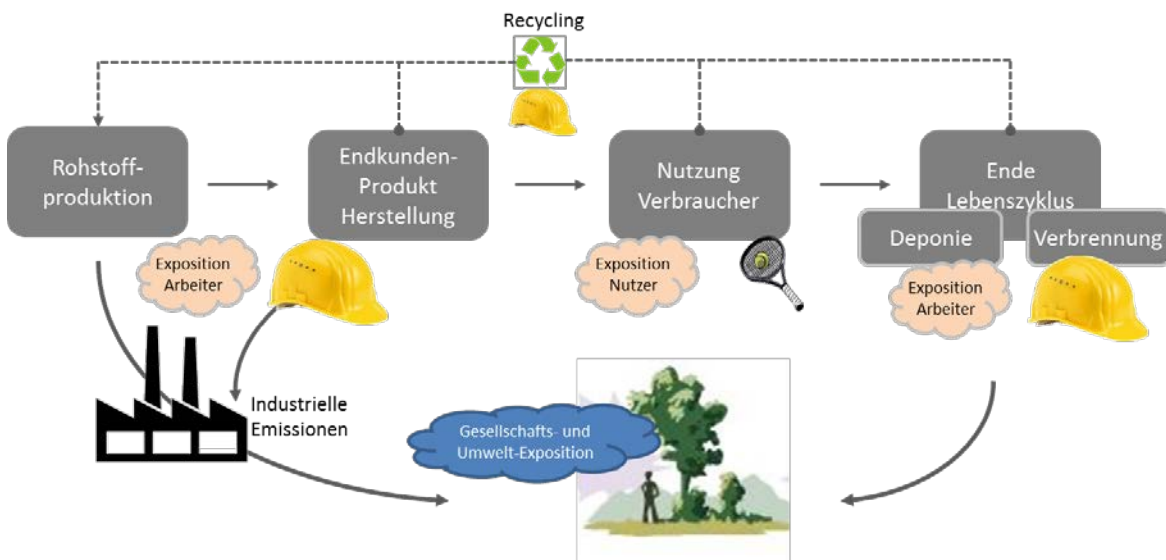 Recycling
Rohstoff-
produktion
Endkunden-
Produkt
Herstellung
Nutzung
Verbraucher
Ende
Lebenszyklus
Deponie
Verbrennung
Exposition
Arbeiter
Exposition
Nutzer
Exposition
Arbeiter
Industrielle
Emissionen
Gesellschafts- und
Umwelt-Exposition